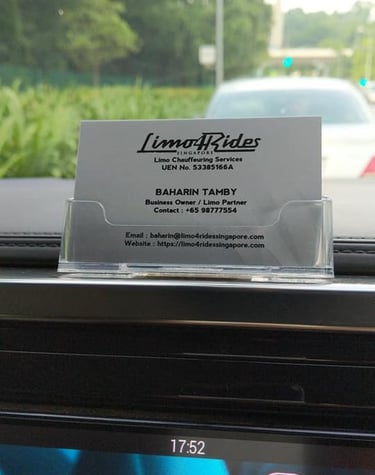 Limo4Rides
SINGAPORE
Limo Chauffeuring Services
UEN No. 53385166A
BAHARIN TAMBY
Business Owner / Limo Partner
Contact : +65 98777554
Email : baharin@limo4ridessingapore.com
Website : https://limo4ridessingapore.com
17:52